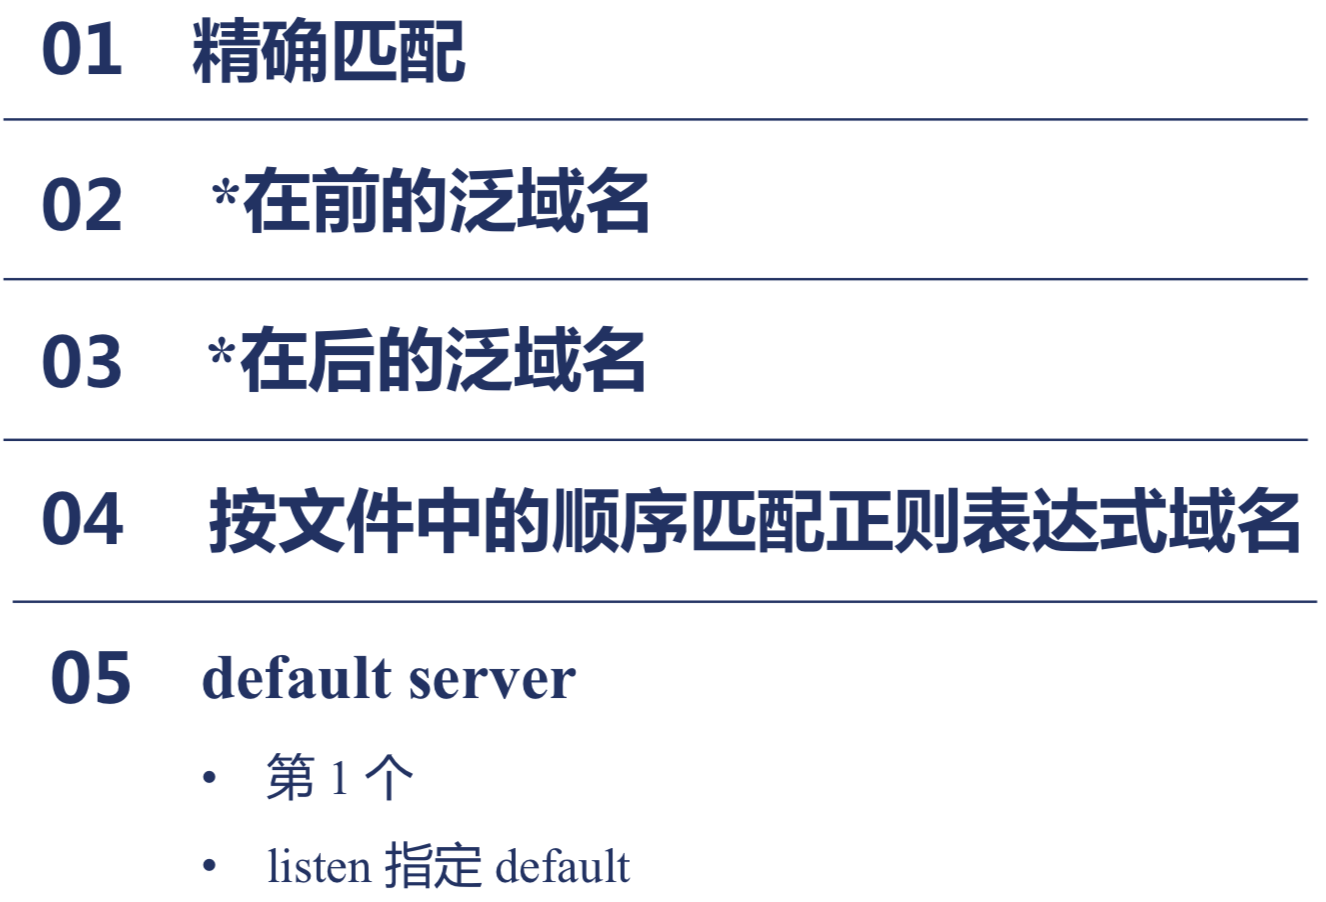 01 精确匹配
02 *在前的泛域名
03 *在后的泛域名
04 按文件中的顺序匹配正则表达式域名
05 default server
• 第 1 个
• listen 指定 default